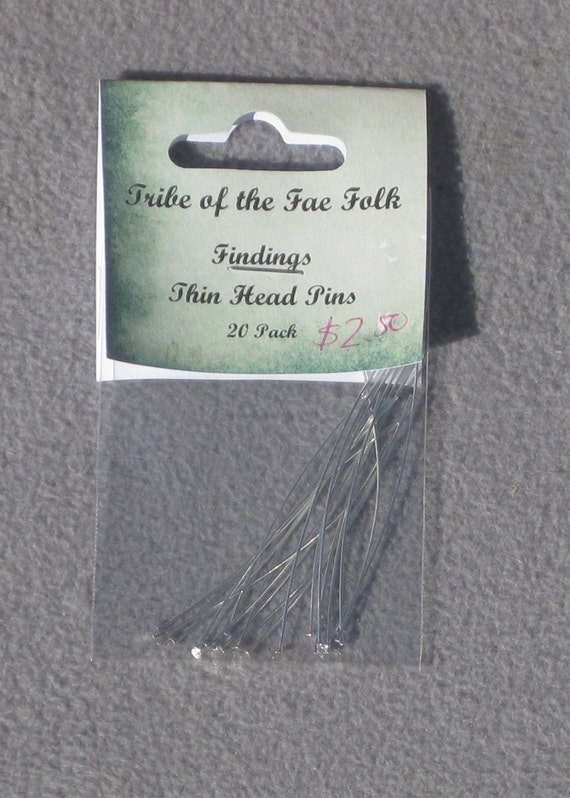 Tribe of the Fae Folk
Findings
Thin Head Pins
20 Pack $2.50